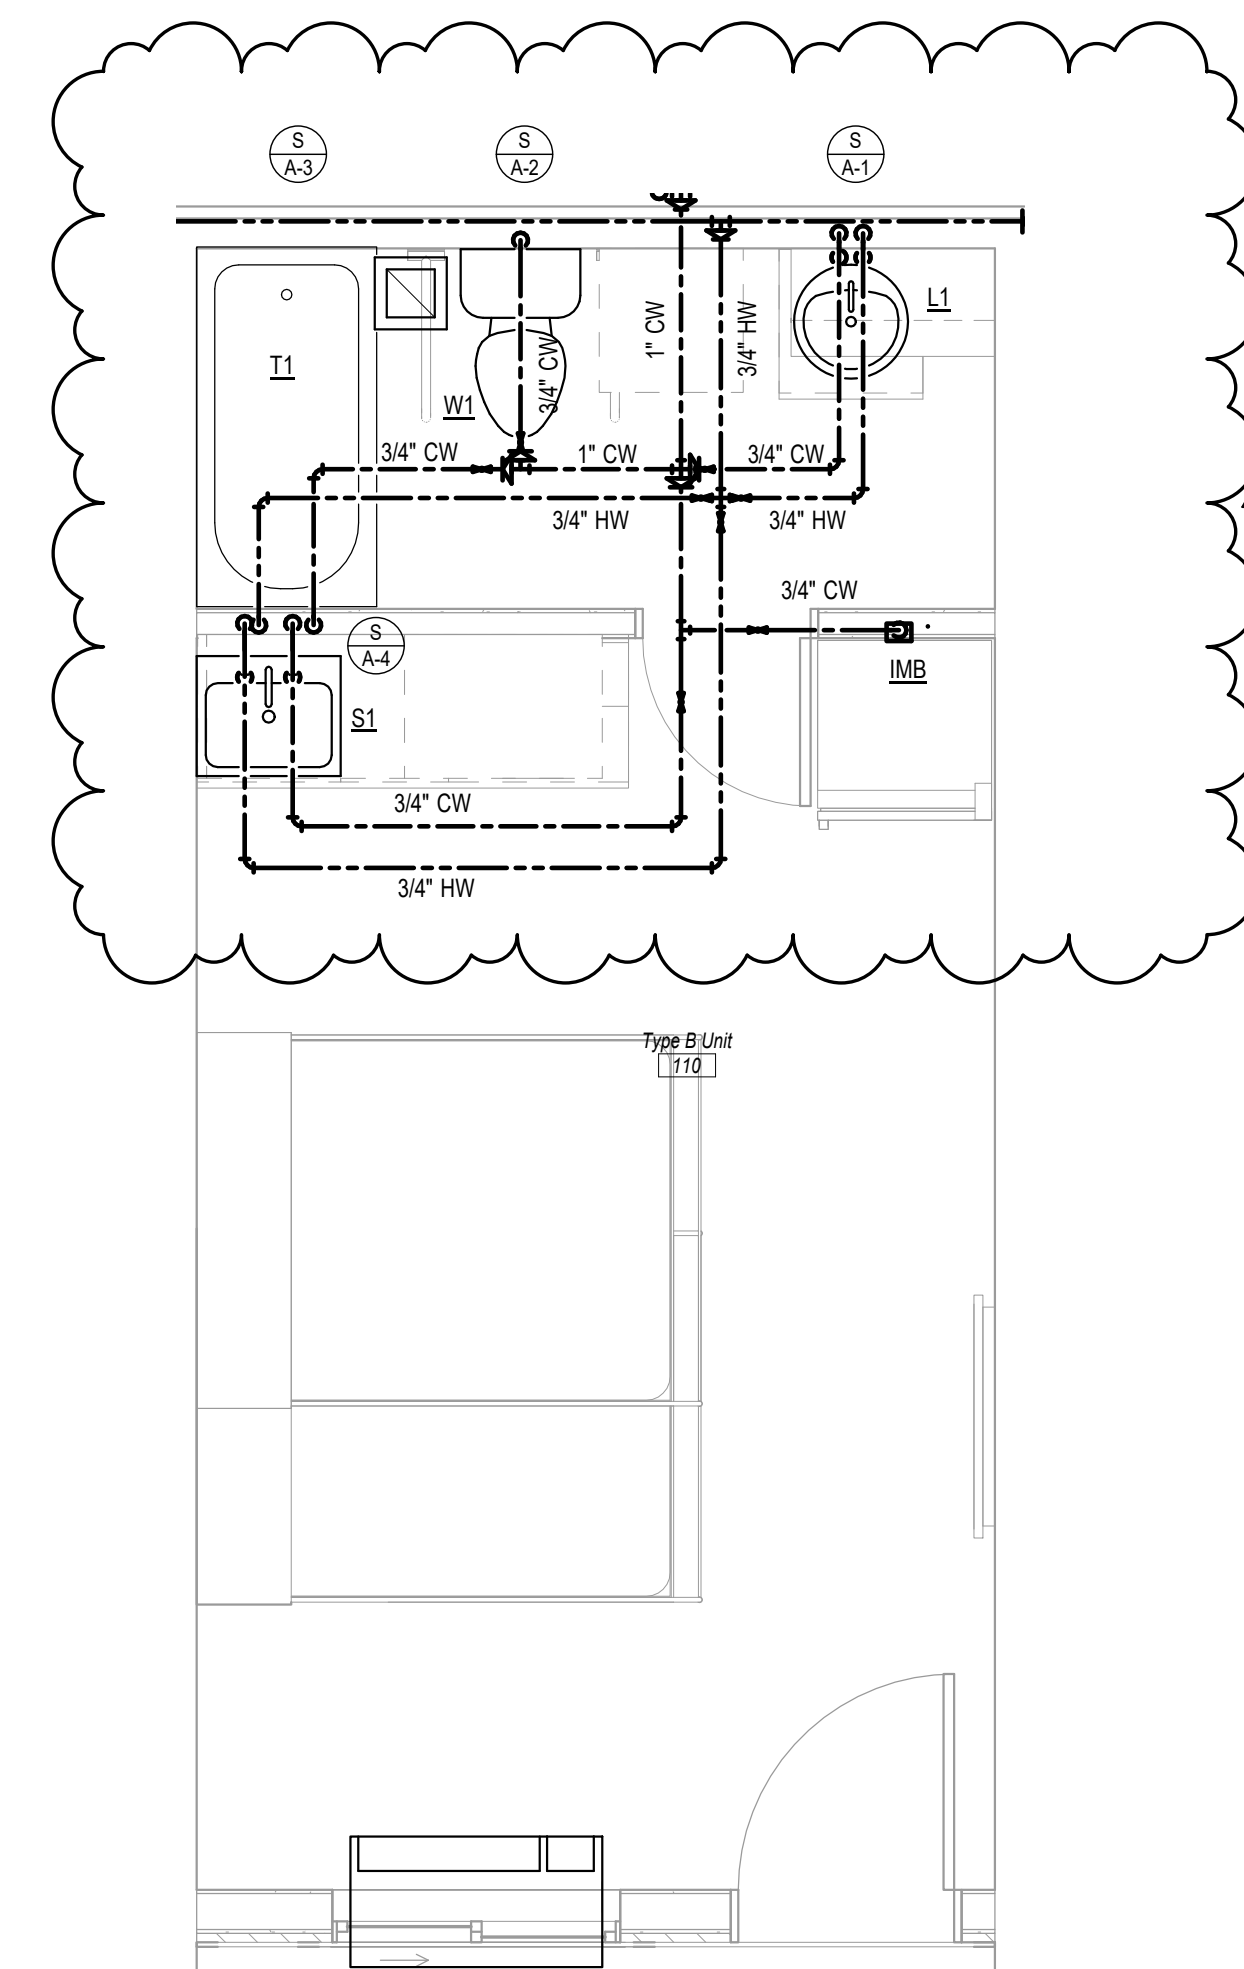 S
A-3
S
A-2
S
A-1
L1
1" CW
3/4" HW
T1
3/4" CW
W1
3/4" CW
1" CW
3/4" CW
3/4" HW
3/4" HW
3/4" CW
S
A-4
IMB
S1
3/4" CW
3/4" HW
Type B Unit
110